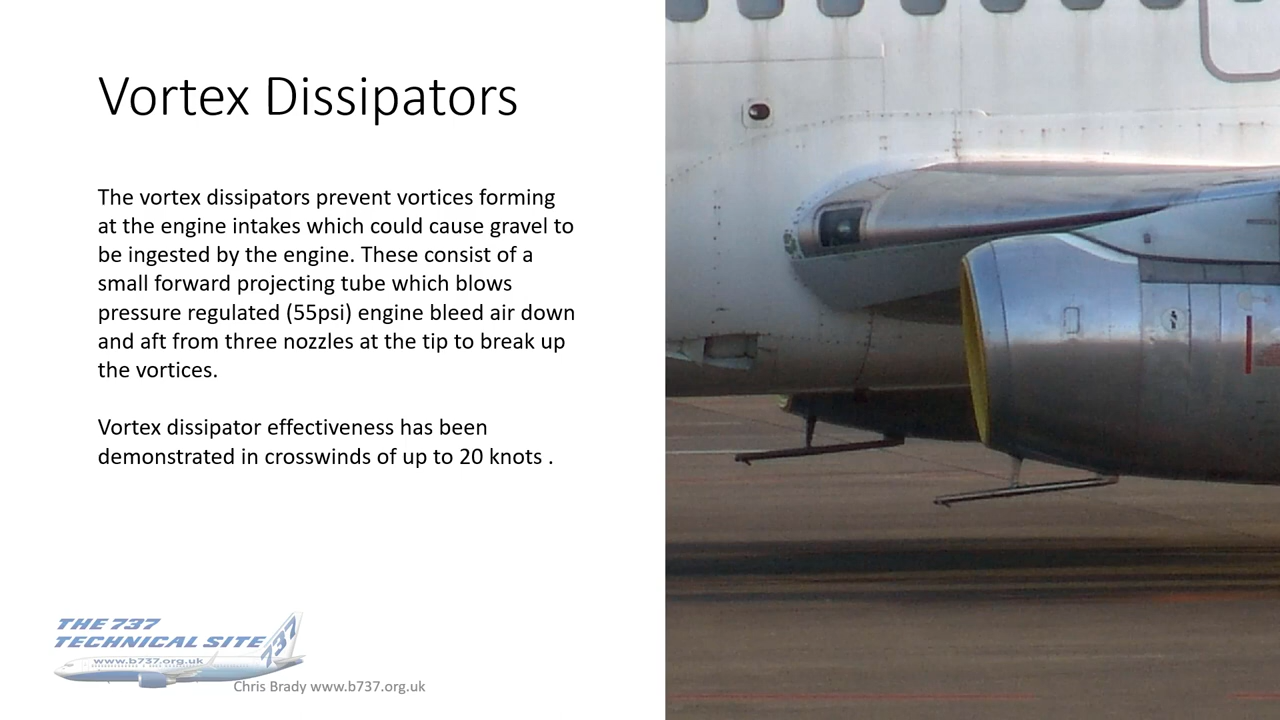 Vortex Dissipators
The vortex dissipators prevent vortices forming
at the engine intakes which could cause gravel to
be ingested by the engine. These consist of a
small forward projecting tube which blows
pressure regulated (55psi) engine bleed air down
and aft from three nozzles at the tip to break up
the vortices.
Vortex dissipator effectiveness has been
demonstrated in crosswinds of up to 20 knots .
THE 737
TECHNICAL SITE
737
www.b737.org.uk
Chris Brady www.b737.org.uk